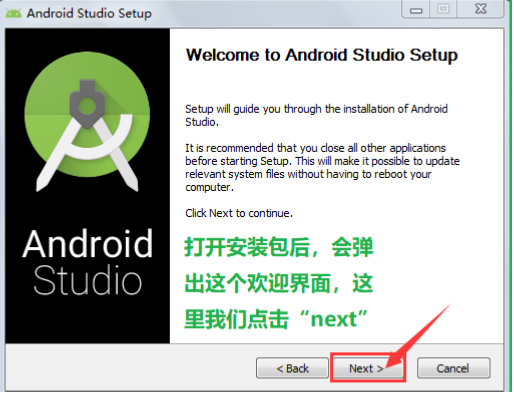 Android Studio Setup
Welcome to Android Studio Setup
Setup will guide you through the installation of Android
Studio.
It is recommended that you close all other applications
before starting Setup. This will make it possible to update
relevant system files without having to reboot your
computer.
Click Next to continue.
Android
Studio
打开安装包后，会弹
出这个欢迎界面，这
里我们点击“next”
< Back
Next >
Cancel